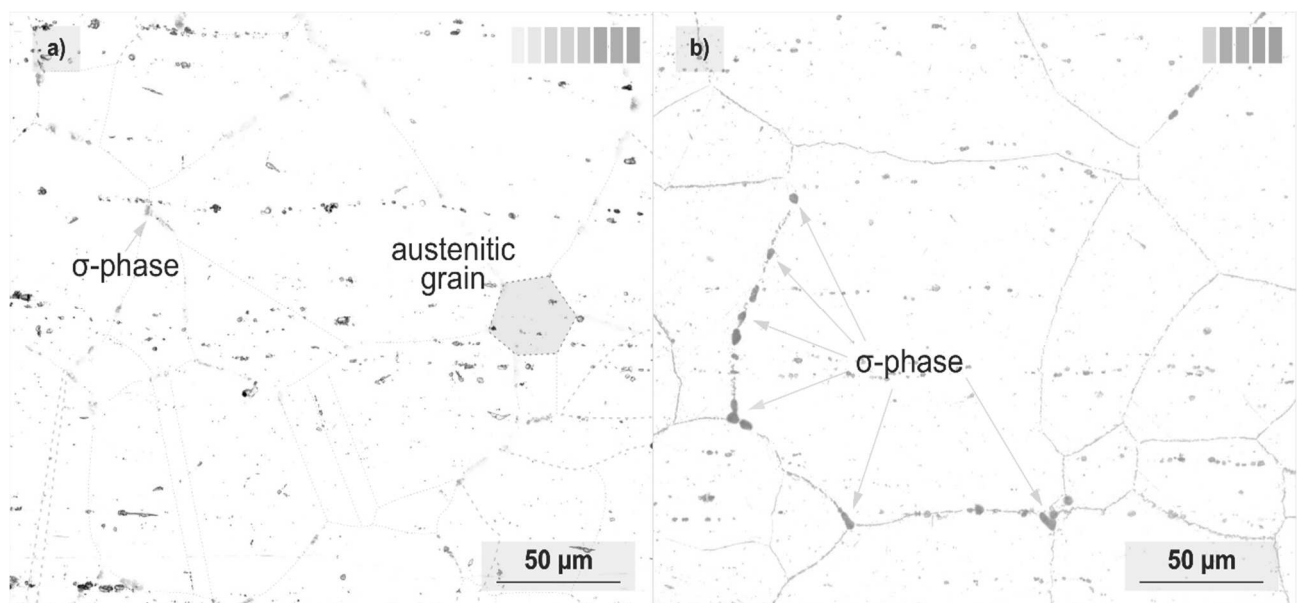 a)
σ-phase
austenitic
grain
50 µm
b)
σ-phase
50 µm